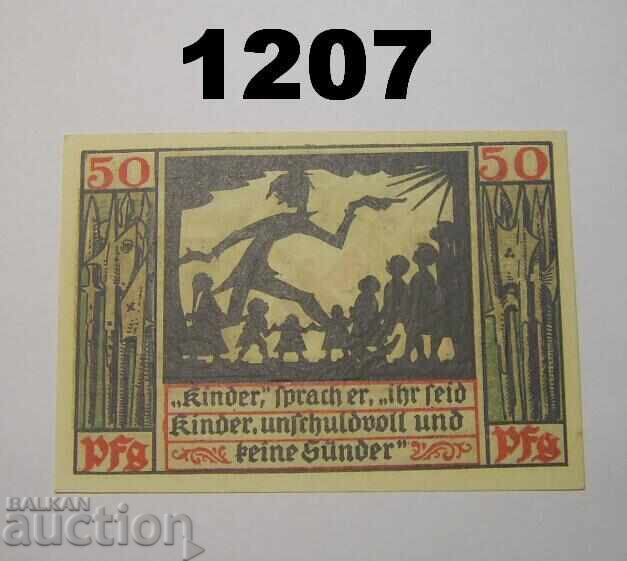 1207
50 50
„Kinder,“ sprach er, „ihr seid
Kinder, unschuldvoll und
keine Sünder“
Pfg Pfg
BALKAN
auction